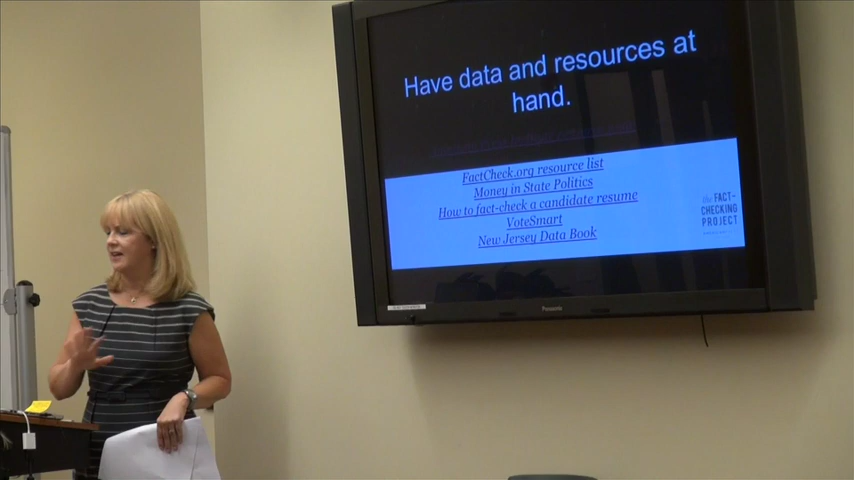 Have data and resources at
hand.
FactCheck.org resource list
Money in State Politics
How to fact-check a candidate resume
VoteSmart
New Jersey Data Book
the FACT-
CHECKING
PROJECT
Panasonic